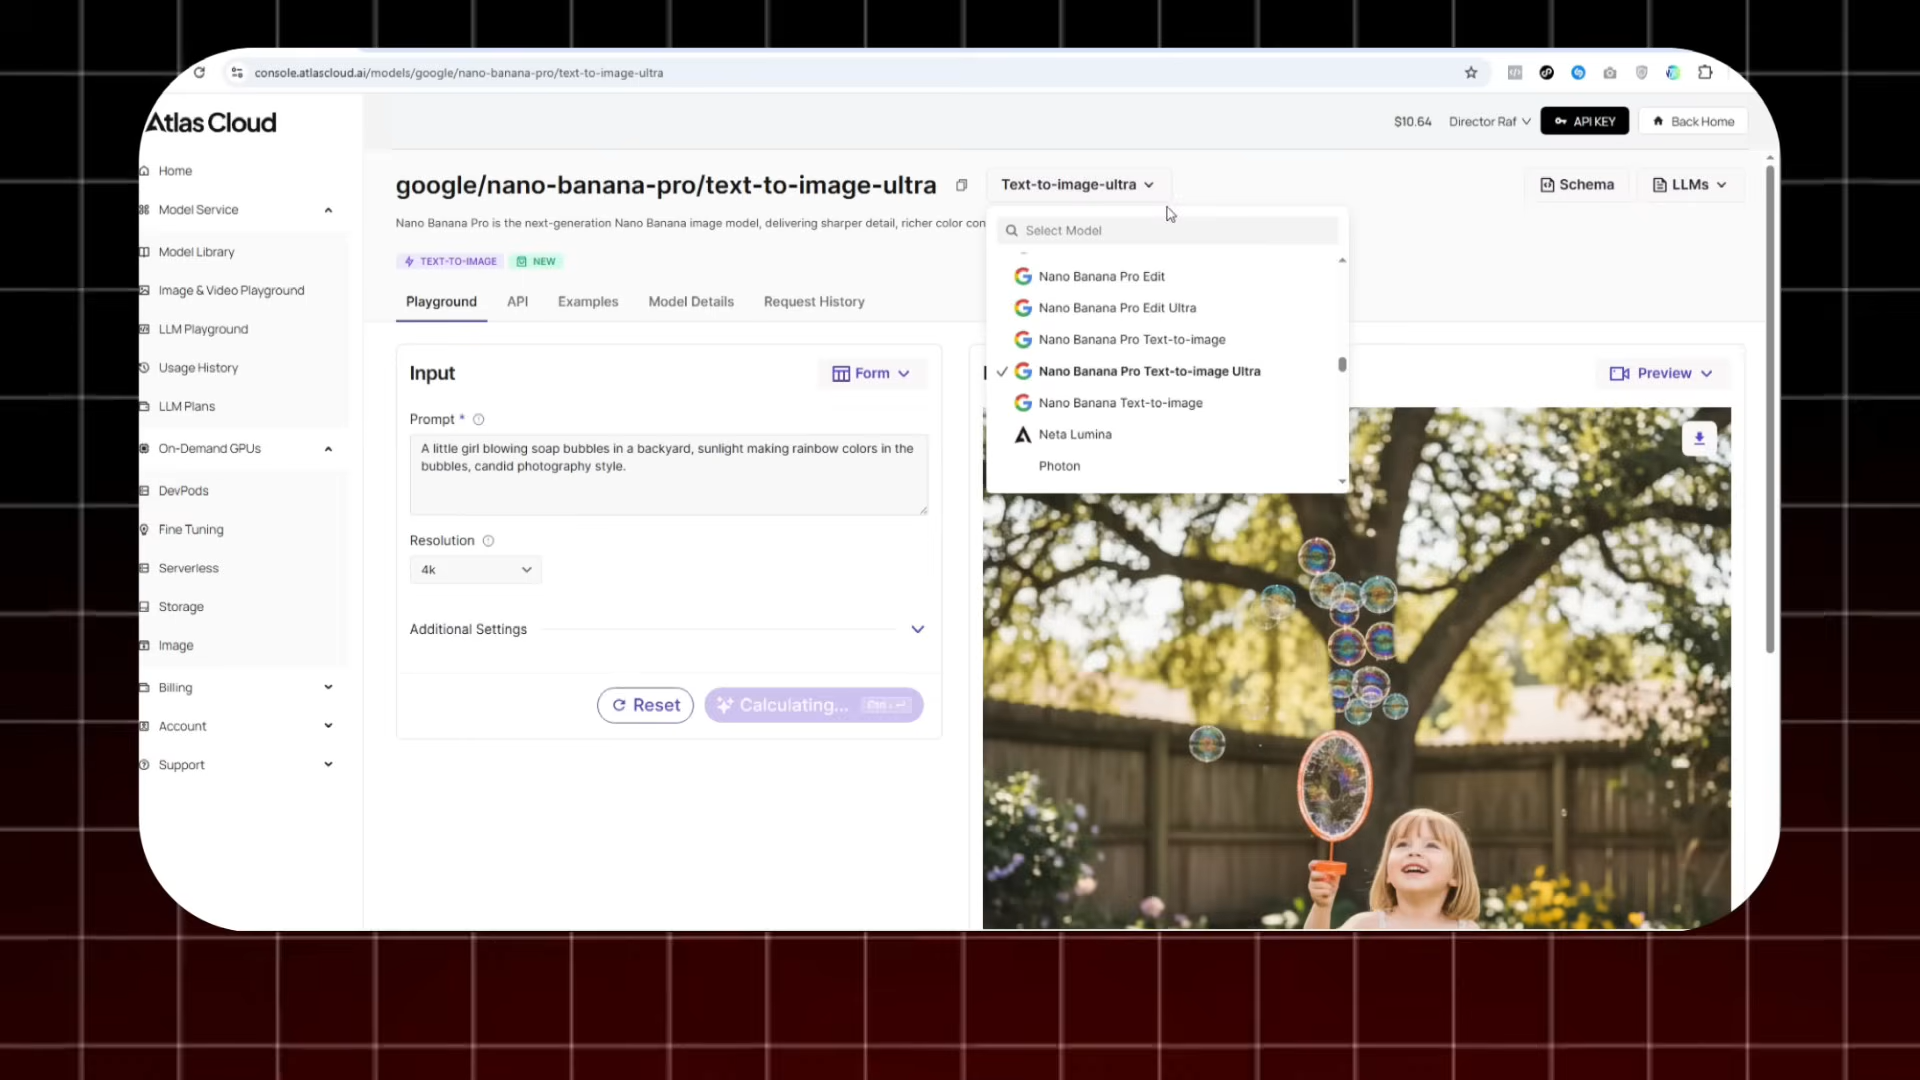 console.atlascloud.ai/models/google/nano-banana-pro/text-to-image-ultra
Atlas Cloud
$10.64
Director Raf
API KEY
Back Home
Home
Model Service
Model Library
Image & Video Playground
LLM Playground
Usage History
LLM Plans
On-Demand GPUs
DevPods
Fine Tuning
Serverless
Storage
Image
Billing
Account
Support
google/nano-banana-pro/text-to-image-ultra
Text-to-image-ultra
Schema
LLMs
Nano Banana Pro is the next-generation Nano Banana image model, delivering sharper detail, richer color con
TEXT-TO-IMAGE
NEW
Playground
API
Examples
Model Details
Request History
Select Model
Nano Banana Pro Edit
Nano Banana Pro Edit Ultra
Nano Banana Pro Text-to-image
Nano Banana Pro Text-to-image Ultra
Nano Banana Text-to-image
Neta Lumina
Photon
Input
Form
Prompt *
A little girl blowing soap bubbles in a backyard, sunlight making rainbow colors in the
bubbles, candid photography style.
Resolution
4k
Additional Settings
Reset
Calculating...
Preview